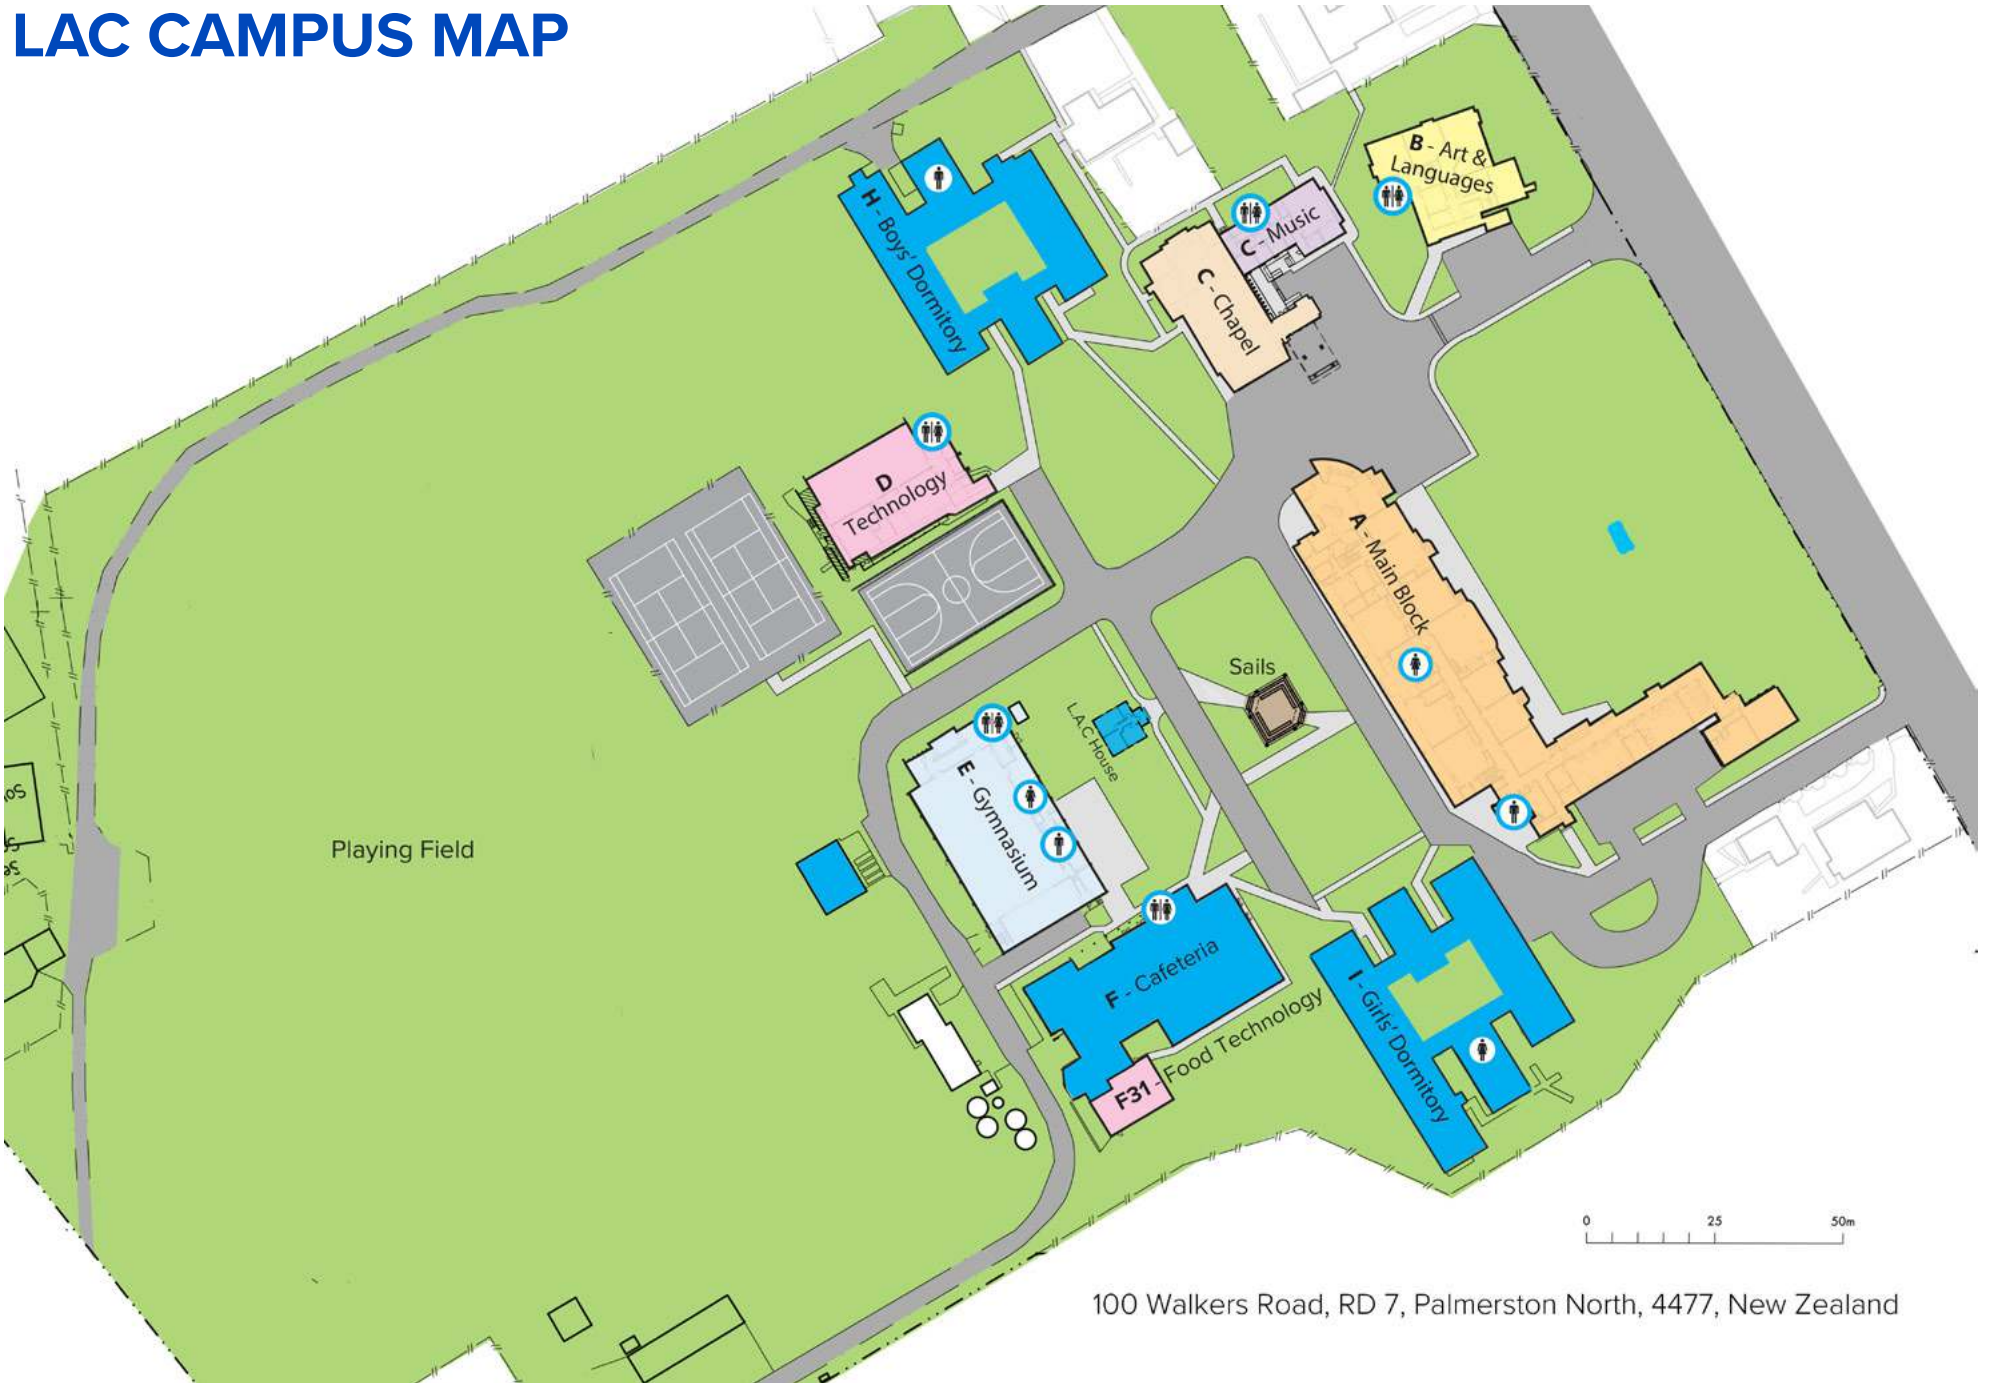 LAC CAMPUS MAP
B - Art &
Languages
H - Boys' Dormitory
C - Music
C - Chapel
D
Technology
A - Main Block
Sails
L.A.C House
E - Gymnasium
Playing Field
F - Cafeteria
I - Girls' Dormitory
F31 - Food Technology
0 25 50m
100 Walkers Road, RD 7, Palmerston North, 4477, New Zealand